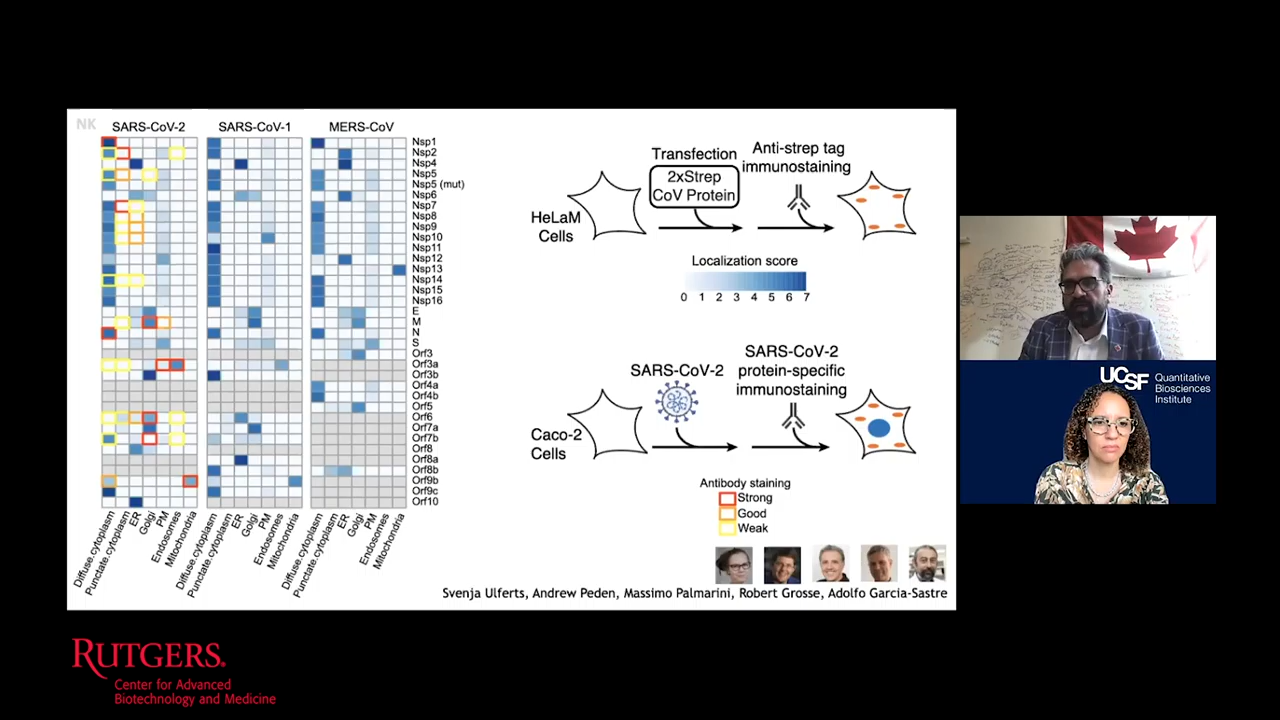 NK
SARS-CoV-2
SARS-CoV-1
MERS-CoV
Nsp1
Nsp2
Nsp4
Nsp5
Nsp5 (mut)
Nsp6
Nsp7
Nsp8
Nsp9
Nsp10
Nsp11
Nsp12
Nsp13
Nsp14
Nsp15
Nsp16
E
M
N
S
Orf3
Orf3a
Orf3b
Orf4a
Orf4b
Orf5
Orf6
Orf7a
Orf7b
Orf8
Orf8a
Orf8b
Orf9b
Orf9c
Orf10
Diffuse.cytoplasm
Punctate.cytoplasm
ER
Golgi
PM
Endosomes
Mitochondria
Diffuse.cytoplasm
Punctate.cytoplasm
ER
Golgi
PM
Endosomes
Mitochondria
Diffuse.cytoplasm
Punctate.cytoplasm
ER
Golgi
PM
Endosomes
Mitochondria
Transfection
2xStrep
CoV Protein
Anti-strep tag
immunostaining
HeLaM
Cells
Localization score
0 1 2 3 4 5 6 7
SARS-CoV-2
SARS-CoV-2
protein-specific
immunostaining
Caco-2
Cells
Antibody staining
Strong
Good
Weak
Svenja Ulferts, Andrew Peden, Massimo Palmarini, Robert Grosse, Adolfo Garcia-Sastre
UCSF
Quantitative
Biosciences
Institute
RUTGERS.
Center for Advanced
Biotechnology and Medicine